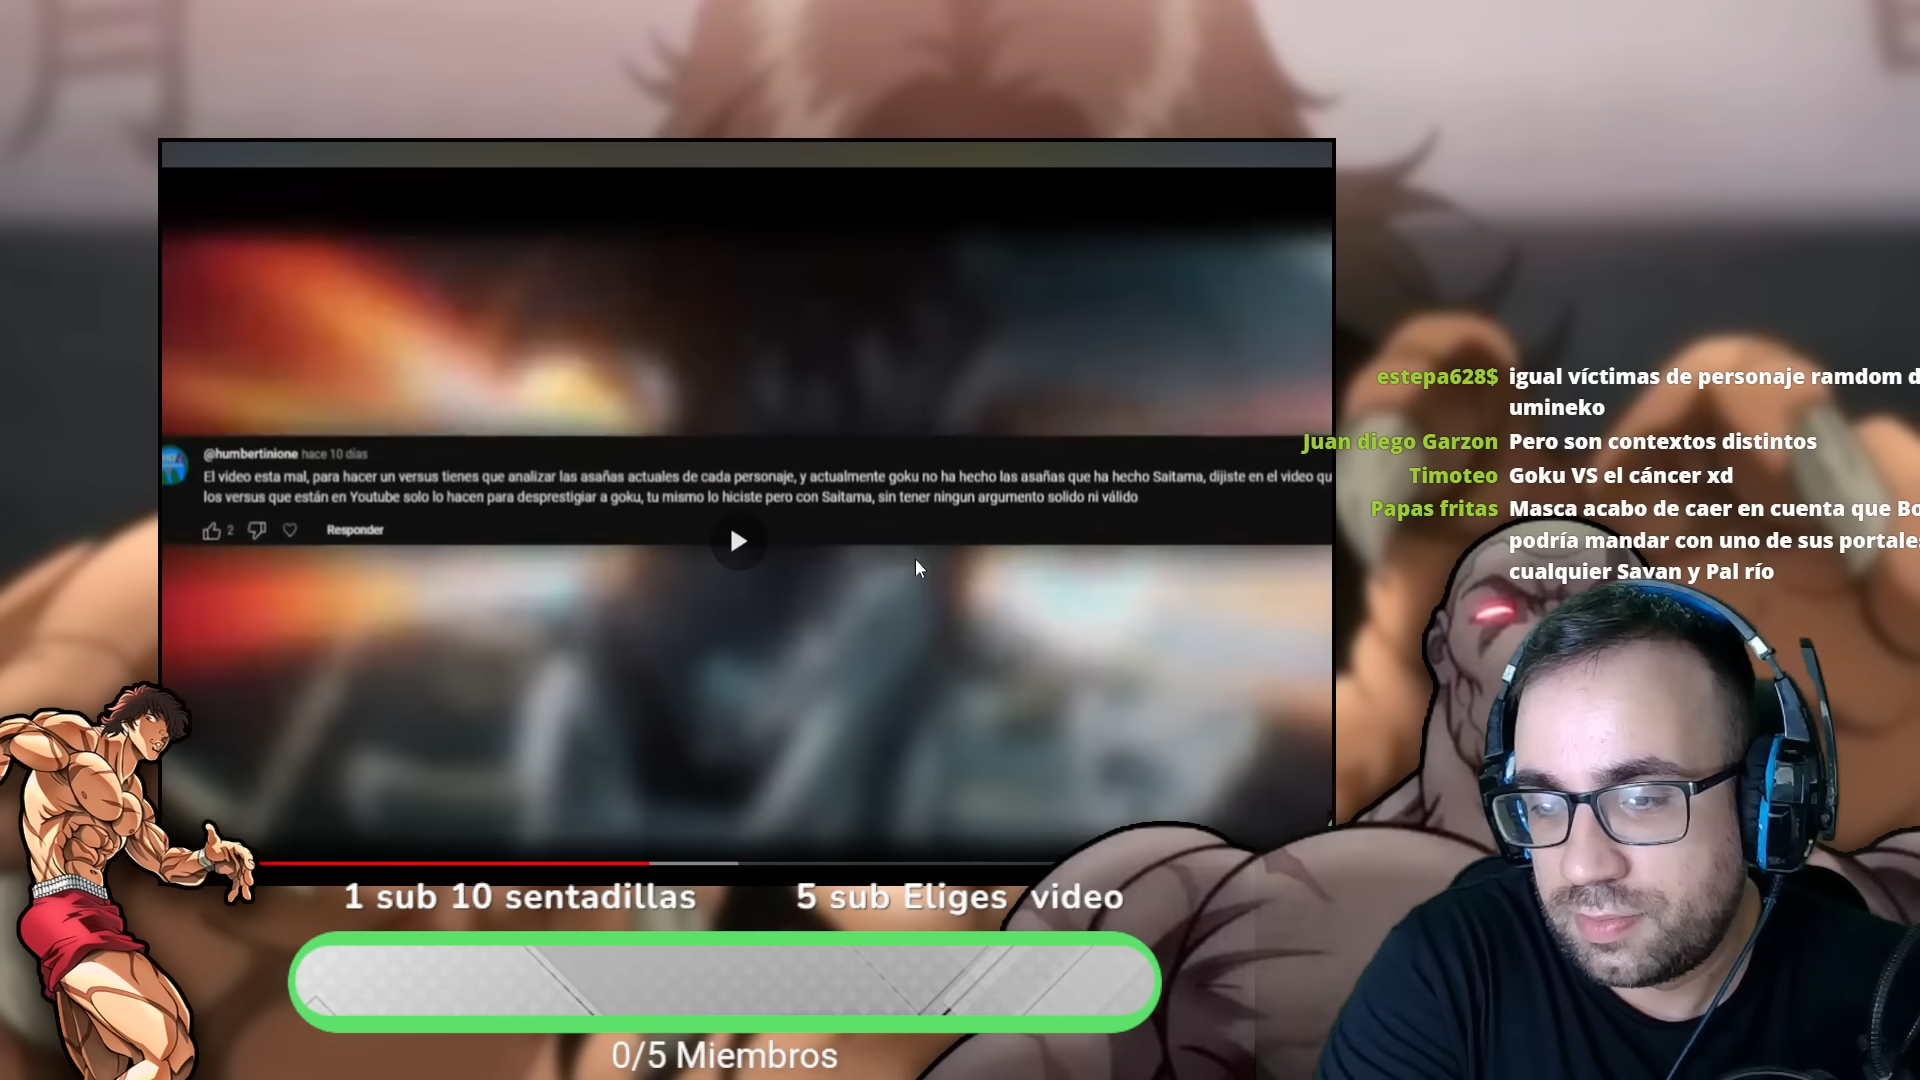 @humbertinione hace 10 días
El video esta mal, para hacer un versus tienes que analizar las asañas actuales de cada personaje, y actualmente goku no ha hecho las asañas que ha hecho Saitama, dijiste en el video qu
los versus que están en Youtube solo lo hacen para desprestigiar a goku, tu mismo lo hiciste pero con Saitama, sin tener ningun argumento solido ni válido
2 Responder
estepa628$ igual víctimas de personaje ramdom d
umineko
Juan diego Garzon Pero son contextos distintos
Timoteo Goku VS el cáncer xd
Papas fritas Masca acabo de caer en cuenta que Bo
podría mandar con uno de sus portales
cualquier Savan y Pal río
1 sub 10 sentadillas 5 sub Eliges video
0/5 Miembros